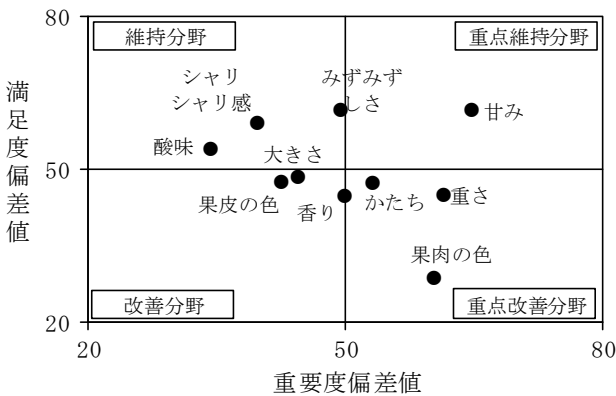 80
維持分野
重点維持分野
シャリ
シャリ感
みずみず
しさ
甘み
酸味
大きさ
満足度偏差値
50
果皮の色
香り
かたち
重さ
果肉の色
改善分野
重点改善分野
20
20
50
80
重要度偏差値